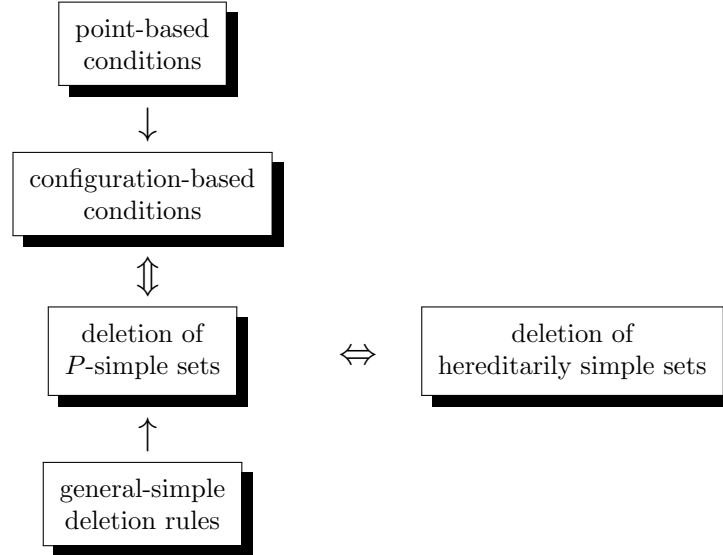 point-based
conditions
↓
configuration-based
conditions
⇕
deletion of
P-simple sets
⇔
deletion of
hereditarily simple sets
↑
general-simple
deletion rules